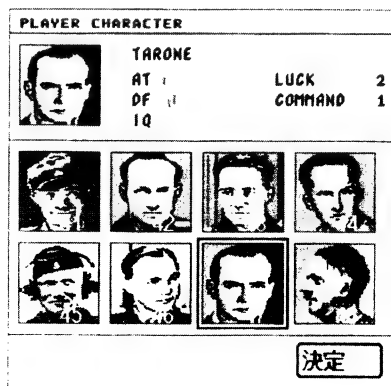 PLAYER CHARACTER
TARONE
AT
LUCK 2
DF
COMMAND 1
IQ
決定